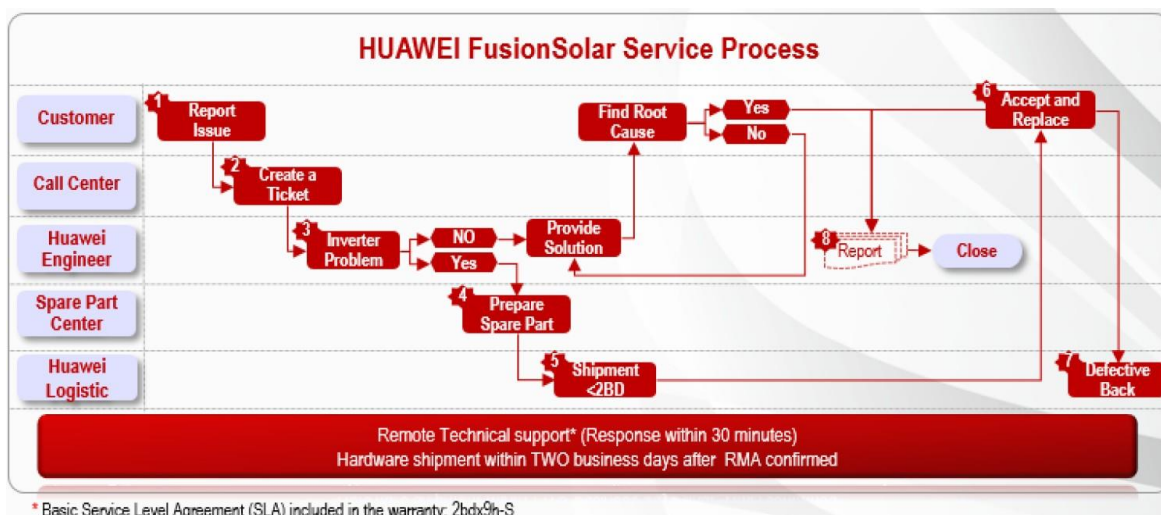 HUAWEI FusionSolar Service Process
Customer
1
Report
Issue
Find Root
Cause
Yes
No
6
Accept and
Replace
Call Center
2
Create a
Ticket
Huawei
Engineer
3
Inverter
Problem
NO
Yes
Provide
Solution
8
Report
Close
Spare Part
Center
4
Prepare
Spare Part
Huawei
Logistic
5
Shipment
<2BD
7
Defective
Back
Remote Technical support* (Response within 30 minutes)
Hardware shipment within TWO business days after RMA confirmed
* Basic Service Level Agreement (SLA) included in the warranty: 2bdx9h-S